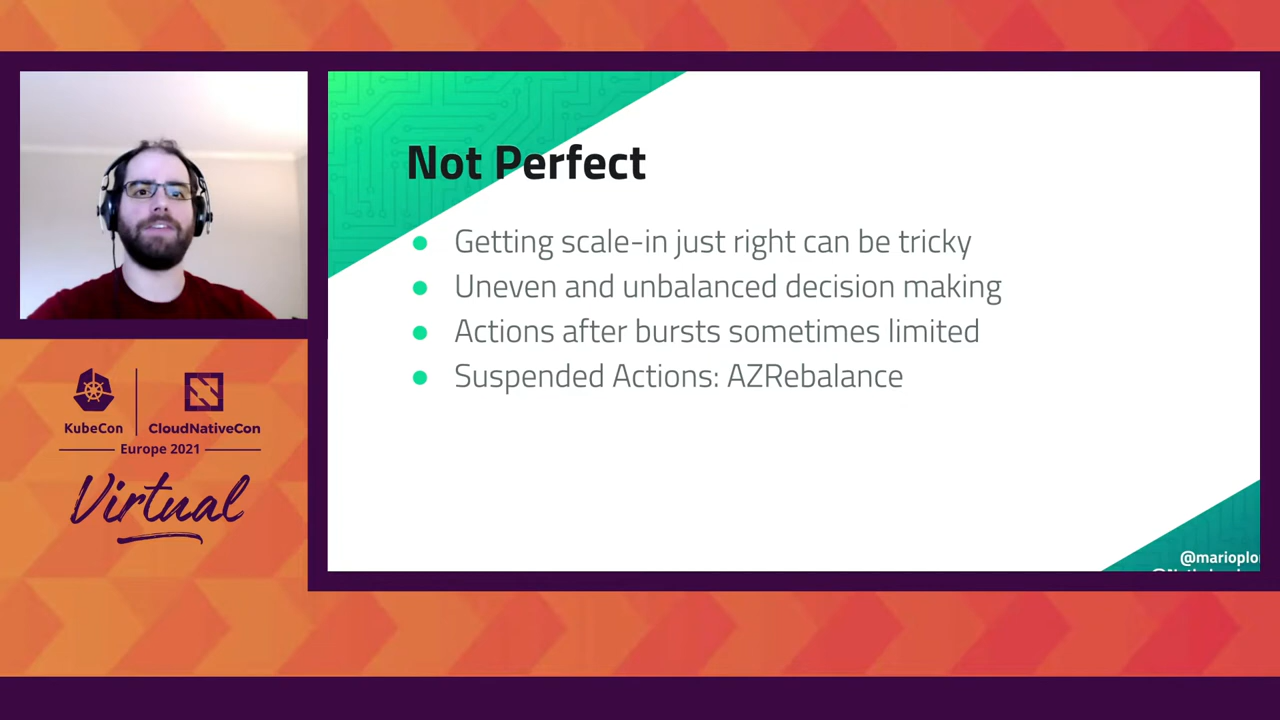 Not Perfect
Getting scale-in just right can be tricky
Uneven and unbalanced decision making
Actions after bursts sometimes limited
Suspended Actions: AZRebalance
KubeCon
CloudNativeCon
Europe 2021
Virtual
@marioplo